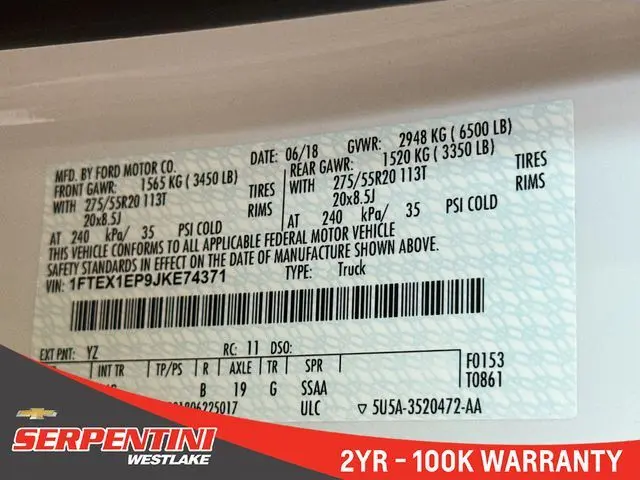 MFD. BY FORD MOTOR CO.
DATE: 06/18 GVWR: 2948 KG ( 6500 LB)
FRONT GAWR: 1565 KG ( 3450 LB)
REAR GAWR: 1520 KG ( 3350 LB)
WITH 275/55R20 113T TIRES
WITH 275/55R20 113T TIRES
20x8.5J RIMS
20x8.5J RIMS
AT 240 kPa/ 35 PSI COLD
AT 240 kPa/ 35 PSI COLD
THIS VEHICLE CONFORMS TO ALL APPLICABLE FEDERAL MOTOR VEHICLE
SAFETY STANDARDS IN EFFECT ON THE DATE OF MANUFACTURE SHOWN ABOVE.
VIN: 1FTEX1EP9JKE74371 TYPE: Truck
EXT PNT: YZ RC: 11 DSO: F0153
INT TR TP/PS R AXLE TR SPR T0861
B 19 G SSAA
ULC ▽ 5U5A-3520472-AA
SERPENTINI
WESTLAKE
2YR - 100K WARRANTY